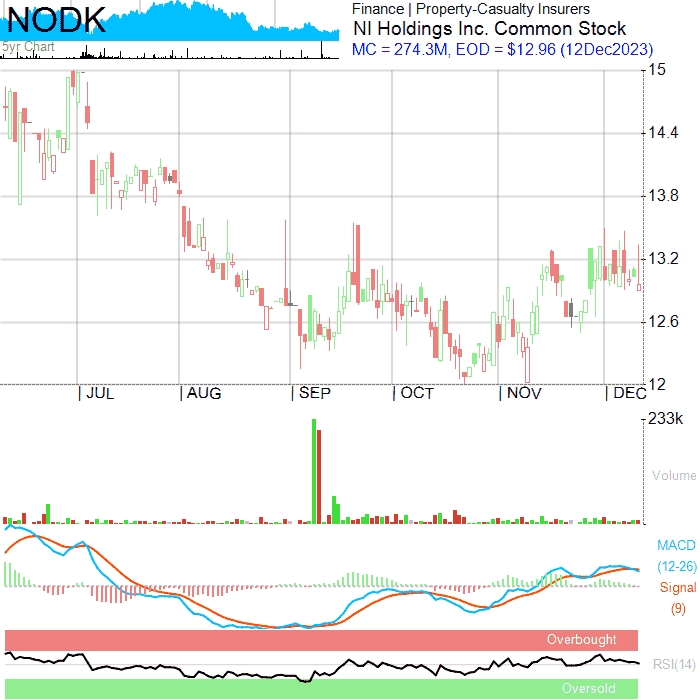 NODK
5yr Chart
Finance | Property-Casualty Insurers
NI Holdings Inc. Common Stock
MC = 274.3M, EOD = $12.96 (12Dec2023)
15
14.4
13.8
13.2
12.6
12
| JUL | AUG | SEP | OCT | NOV | DEC
233k
Volume
MACD
(12-26)
Signal
(9)
Overbought
RSI(14)
Oversold